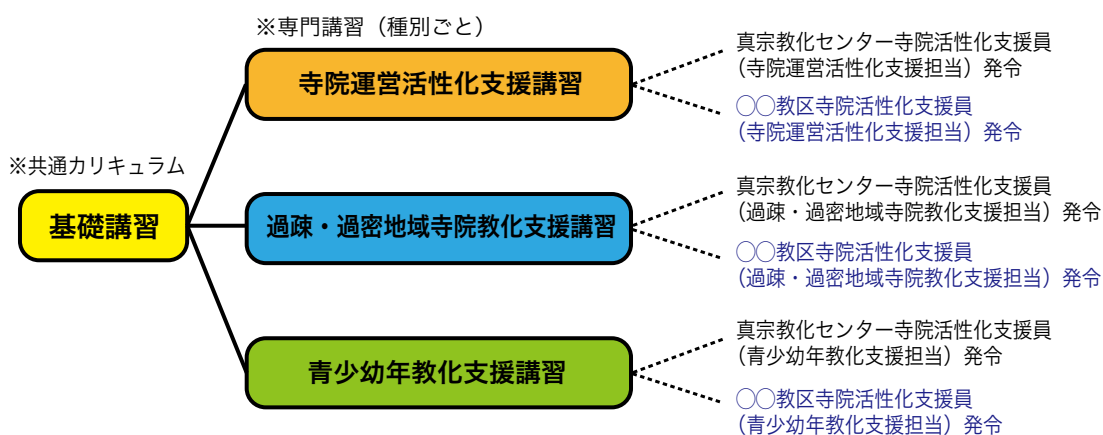 ※専門講習（種別ごと）
寺院運営活性化支援講習
真宗教化センター寺院活性化支援員
（寺院運営活性化支援担当）発令
○○教区寺院活性化支援員
（寺院運営活性化支援担当）発令
※共通カリキュラム
基礎講習
過疎・過密地域寺院教化支援講習
真宗教化センター寺院活性化支援員
（過疎・過密地域寺院教化支援担当）発令
○○教区寺院活性化支援員
（過疎・過密地域寺院教化支援担当）発令
青少幼年教化支援講習
真宗教化センター寺院活性化支援員
（青少幼年教化支援担当）発令
○○教区寺院活性化支援員
（青少幼年教化支援担当）発令